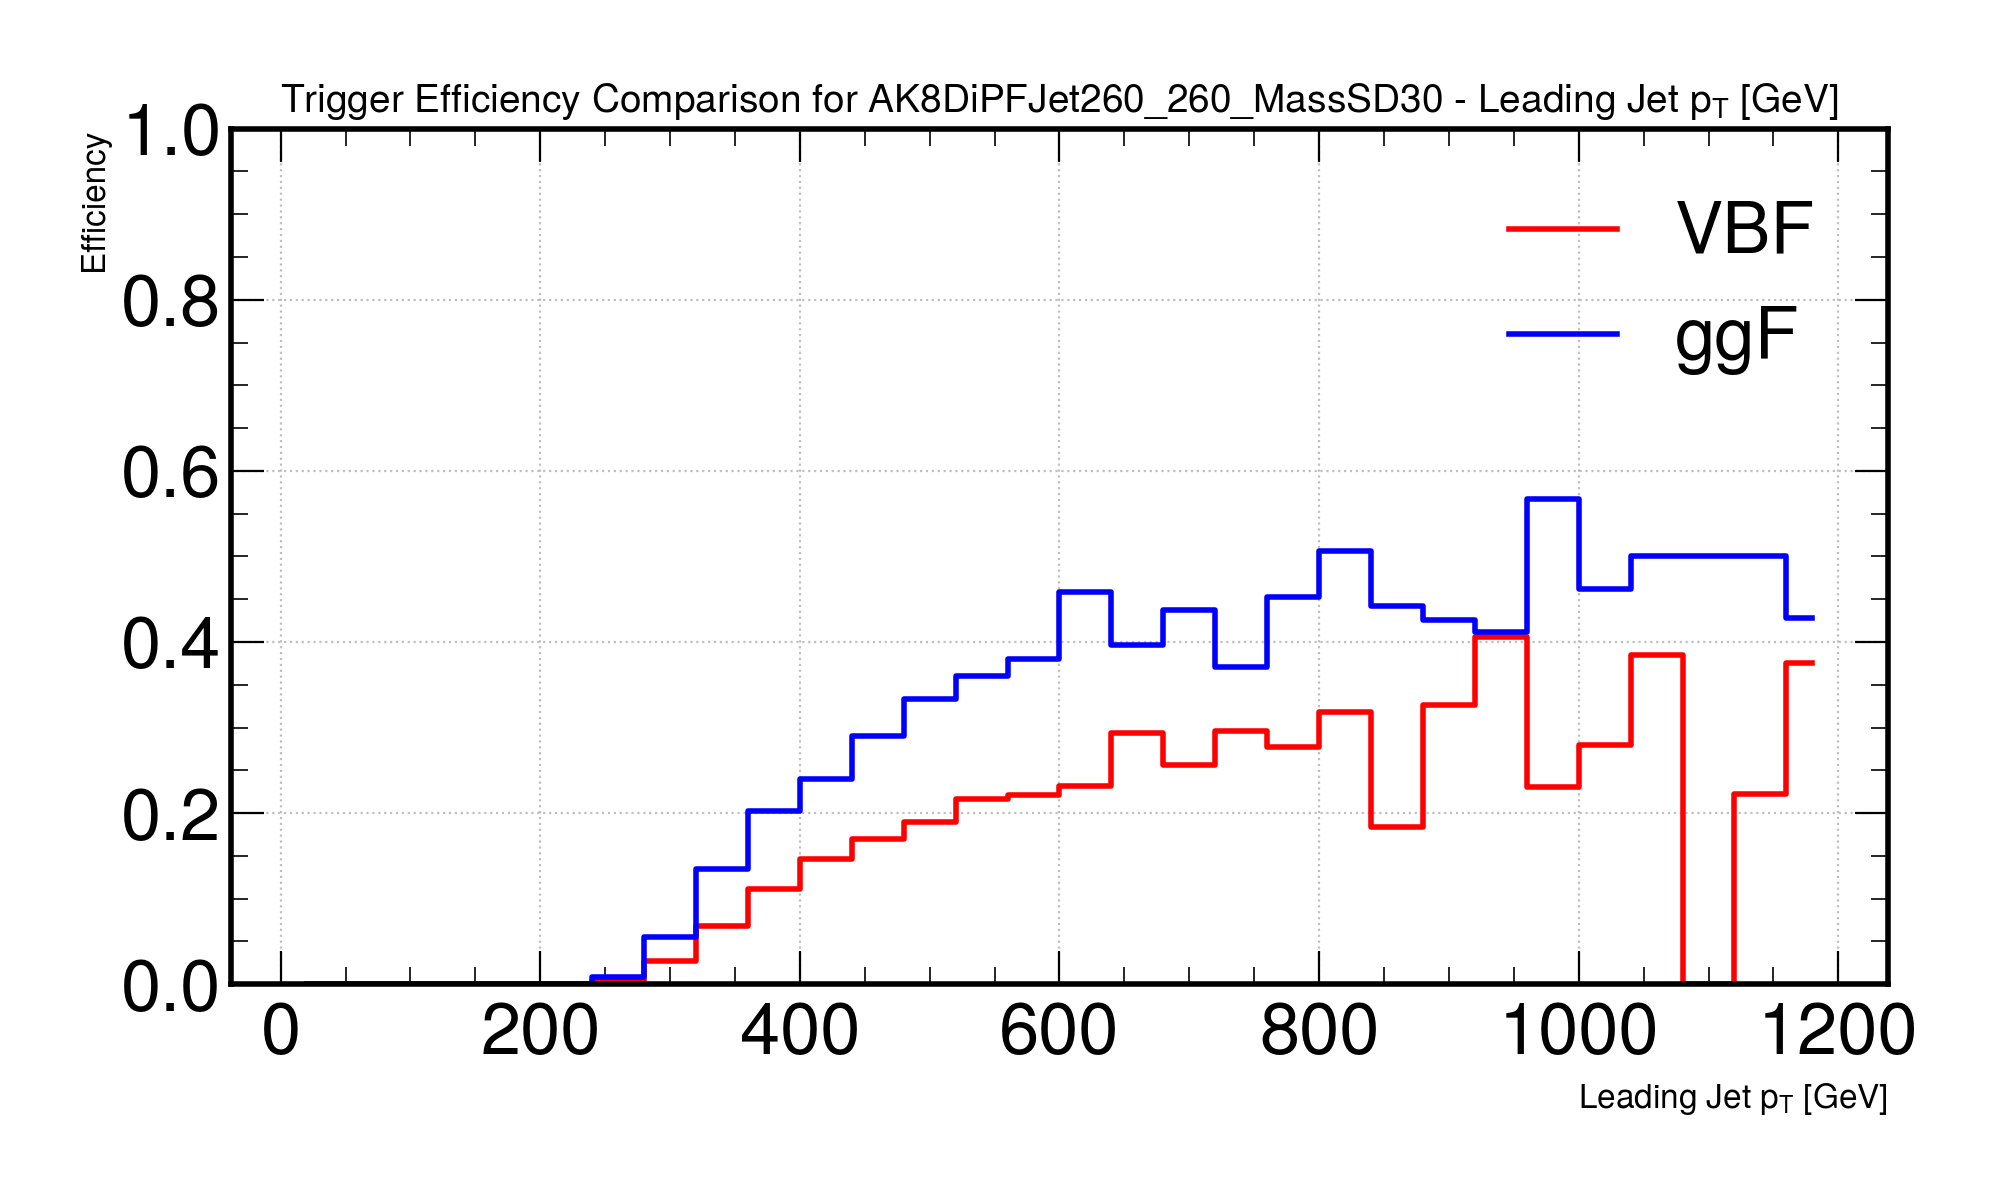 Trigger Efficiency Comparison for AK8DiPFJet260_260_MassSD30 - Leading Jet pT [GeV]
Efficiency
1.0
0.8
0.6
0.4
0.2
0.0
VBF
ggF
0 200 400 600 800 1000 1200
Leading Jet pT [GeV]